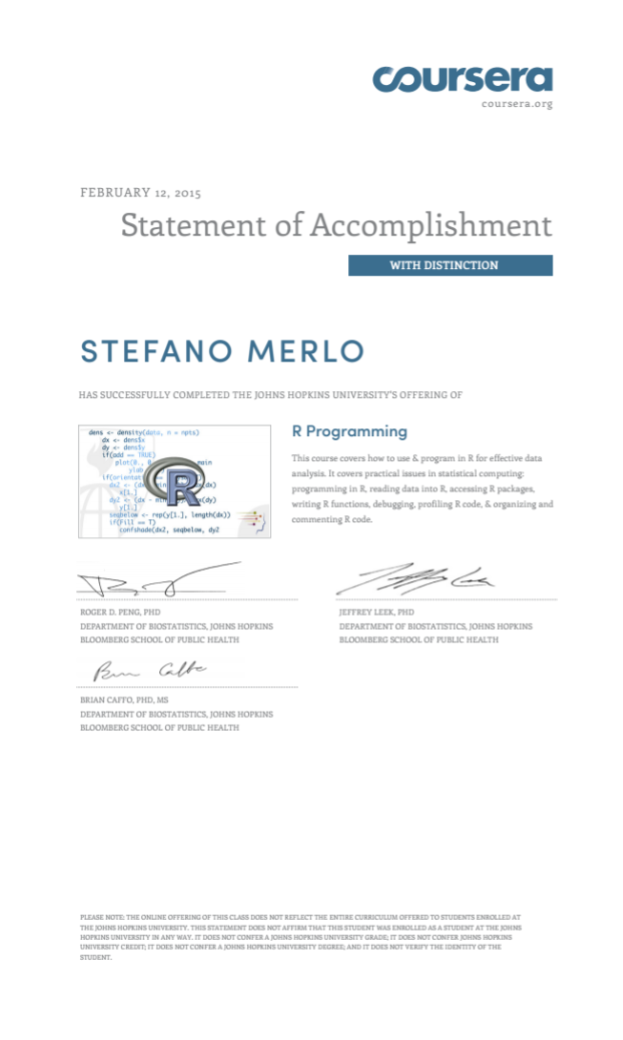 coursera
coursera.org
FEBRUARY 12, 2015
Statement of Accomplishment
WITH DISTINCTION
STEFANO MERLO
HAS SUCCESSFULLY COMPLETED THE JOHNS HOPKINS UNIVERSITY'S OFFERING OF
dens <- density(data, n = npts)
dx <- dens$x
dy <- dens$y
if(add == TRUE)
plot(0., main
ylab
if(orientat
dx2 <- (dx dx)
x[1.]
dy2 <- (dx - min dy)
y[1.]
seqbelow <- rep(y[1.], length(dx))
if(Fill == T)
confshade(dx2, seqbelow, dy2
R
R Programming
This course covers how to use & program in R for effective data
analysis. It covers practical issues in statistical computing:
programming in R, reading data into R, accessing R packages,
writing R functions, debugging, profiling R code, & organizing and
commenting R code.
ROGER D. PENG, PHD
DEPARTMENT OF BIOSTATISTICS, JOHNS HOPKINS
BLOOMBERG SCHOOL OF PUBLIC HEALTH
JEFFREY LEEK, PHD
DEPARTMENT OF BIOSTATISTICS, JOHNS HOPKINS
BLOOMBERG SCHOOL OF PUBLIC HEALTH
Brian Caffo
BRIAN CAFFO, PHD, MS
DEPARTMENT OF BIOSTATISTICS, JOHNS HOPKINS
BLOOMBERG SCHOOL OF PUBLIC HEALTH
PLEASE NOTE: THE ONLINE OFFERING OF THIS CLASS DOES NOT REFLECT THE ENTIRE CURRICULUM OFFERED TO STUDENTS ENROLLED AT
THE JOHNS HOPKINS UNIVERSITY. THIS STATEMENT DOES NOT AFFIRM THAT THIS STUDENT WAS ENROLLED AS A STUDENT AT THE JOHNS
HOPKINS UNIVERSITY IN ANY WAY. IT DOES NOT CONFER A JOHNS HOPKINS UNIVERSITY GRADE; IT DOES NOT CONFER JOHNS HOPKINS
UNIVERSITY CREDIT; IT DOES NOT CONFER A JOHNS HOPKINS UNIVERSITY DEGREE; AND IT DOES NOT VERIFY THE IDENTITY OF THE
STUDENT.